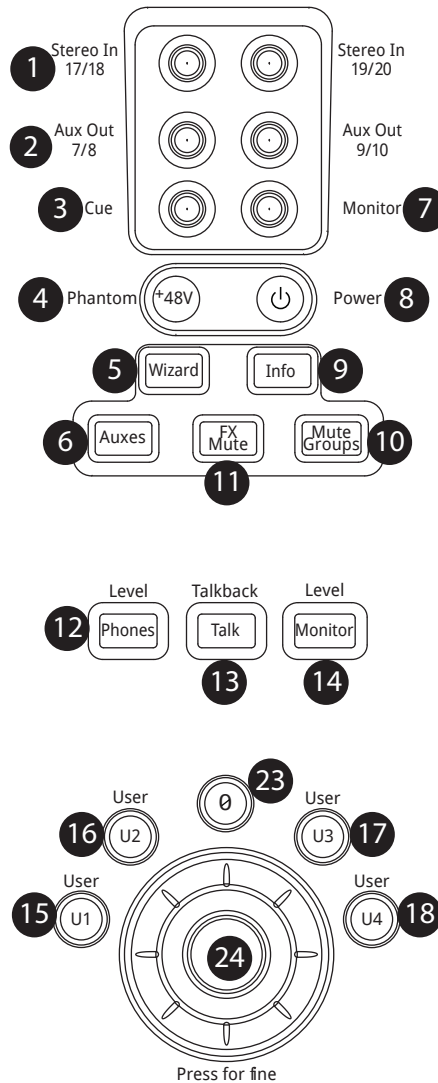 Stereo In
17/18
1
Stereo In
19/20
Aux Out
7/8
2
Aux Out
9/10
3
Cue
Monitor
7
4
Phantom
+48V
Power
8
5
Wizard
Info
9
6
Auxes
FX
Mute
Mute
Groups
10
11
Level
Talkback
Level
12
Phones
Talk
Monitor
13
14
23
0
User
16
U2
User
U3
17
User
15
U1
User
U4
18
24
Press for fine